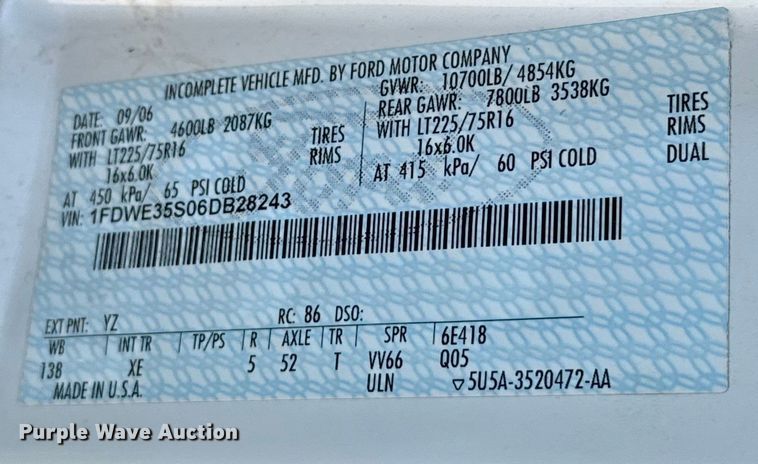 INCOMPLETE VEHICLE MFD. BY FORD MOTOR COMPANY
DATE: 09/06 GVWR: 10700LB/ 4854KG
FRONT GAWR: 4600LB 2087KG REAR GAWR: 7800LB 3538KG
WITH LT225/75R16 TIRES WITH LT225/75R16 TIRES
16x6.0K RIMS 16x6.0K RIMS
AT 450 kPa/ 65 PSI COLD AT 415 kPa/ 60 PSI COLD DUAL
VIN: 1FDWE35S06DB28243
EXT PNT: YZ RC: 86 DSO:
WB INT TR TP/PS R AXLE TR SPR 6E418
138 XE 5 52 T VV66 Q05
MADE IN U.S.A. ULN ▽5U5A-3520472-AA
Purple Wave Auction